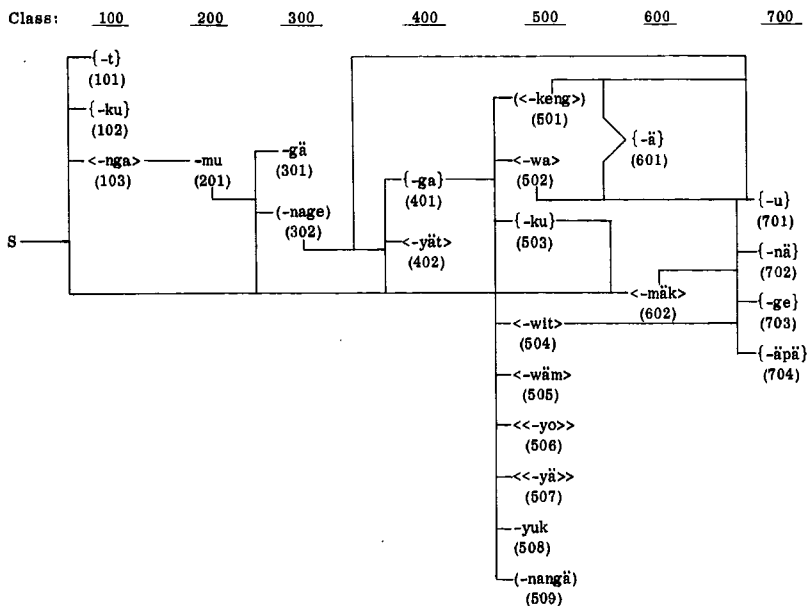 Class: 100 200 300 400 500 600 700
{-t}
(101)
(<-keng>)
(501)
{-ku}
(102)
{-ä}
(601)
-gä
(301)
<-nga> -mu
(103) (201)
<-wa>
(502)
{-ga}
(401)
(-nage)
(302)
{-u}
(701)
{-ku}
(503)
S
<-yät>
(402)
{-nä}
(702)
<-mäk>
(602)
{-ge}
(703)
<-wit>
(504)
{-äpä}
(704)
<-wäm>
(505)
<<-yo>>
(506)
<<-yä>>
(507)
-yuk
(508)
(-nangä)
(509)